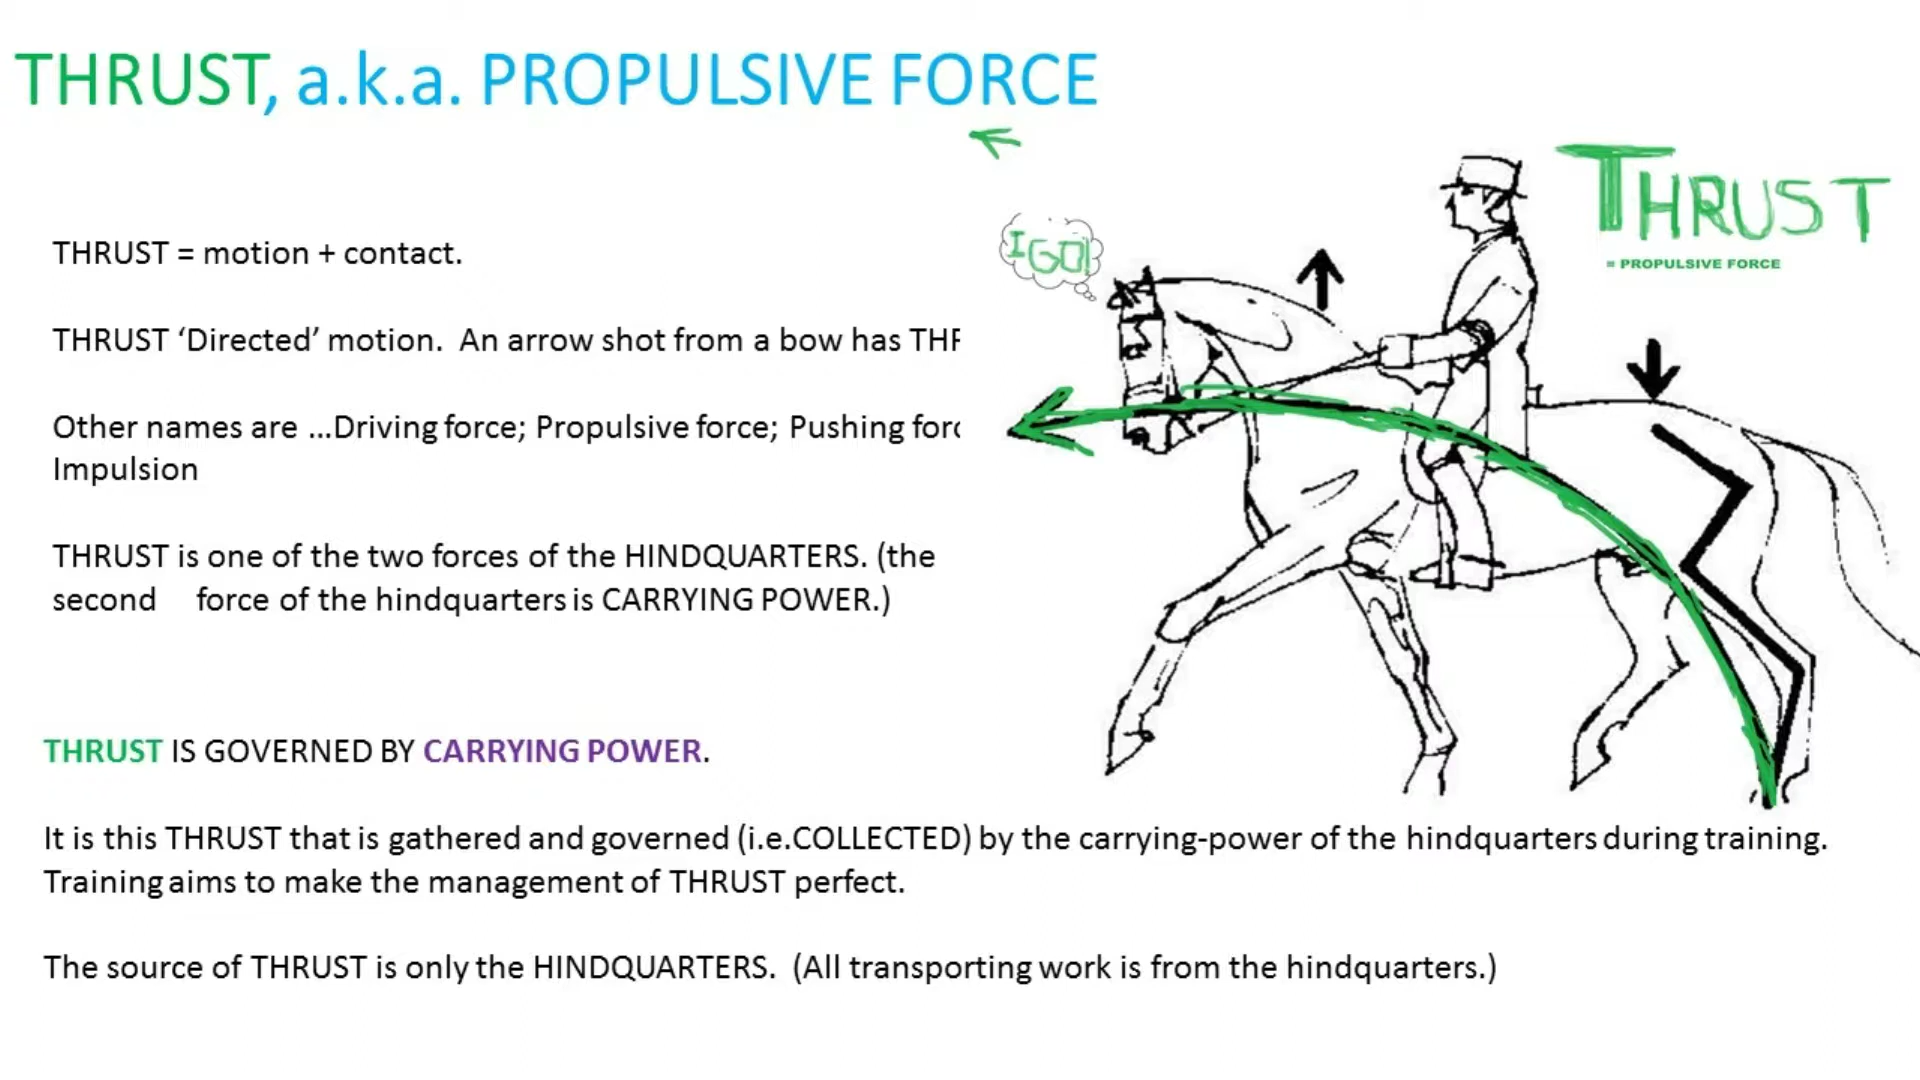 THRUST, a.k.a. PROPULSIVE FORCE
THRUST
= PROPULSIVE FORCE
I GO!
THRUST = motion + contact.
THRUST ‘Directed’ motion.  An arrow shot from a bow has
Other names are ...Driving force; Propulsive force; Pushing
Impulsion
THRUST is one of the two forces of the HINDQUARTERS. (the
second    force of the hindquarters is CARRYING POWER.)
THRUST IS GOVERNED BY CARRYING POWER.
It is this THRUST that is gathered and governed (i.e.COLLECTED) by the carrying-power of the hindquarters during training.
Training aims to make the management of THRUST perfect.
The source of THRUST is only the HINDQUARTERS.  (All transporting work is from the hindquarters.)